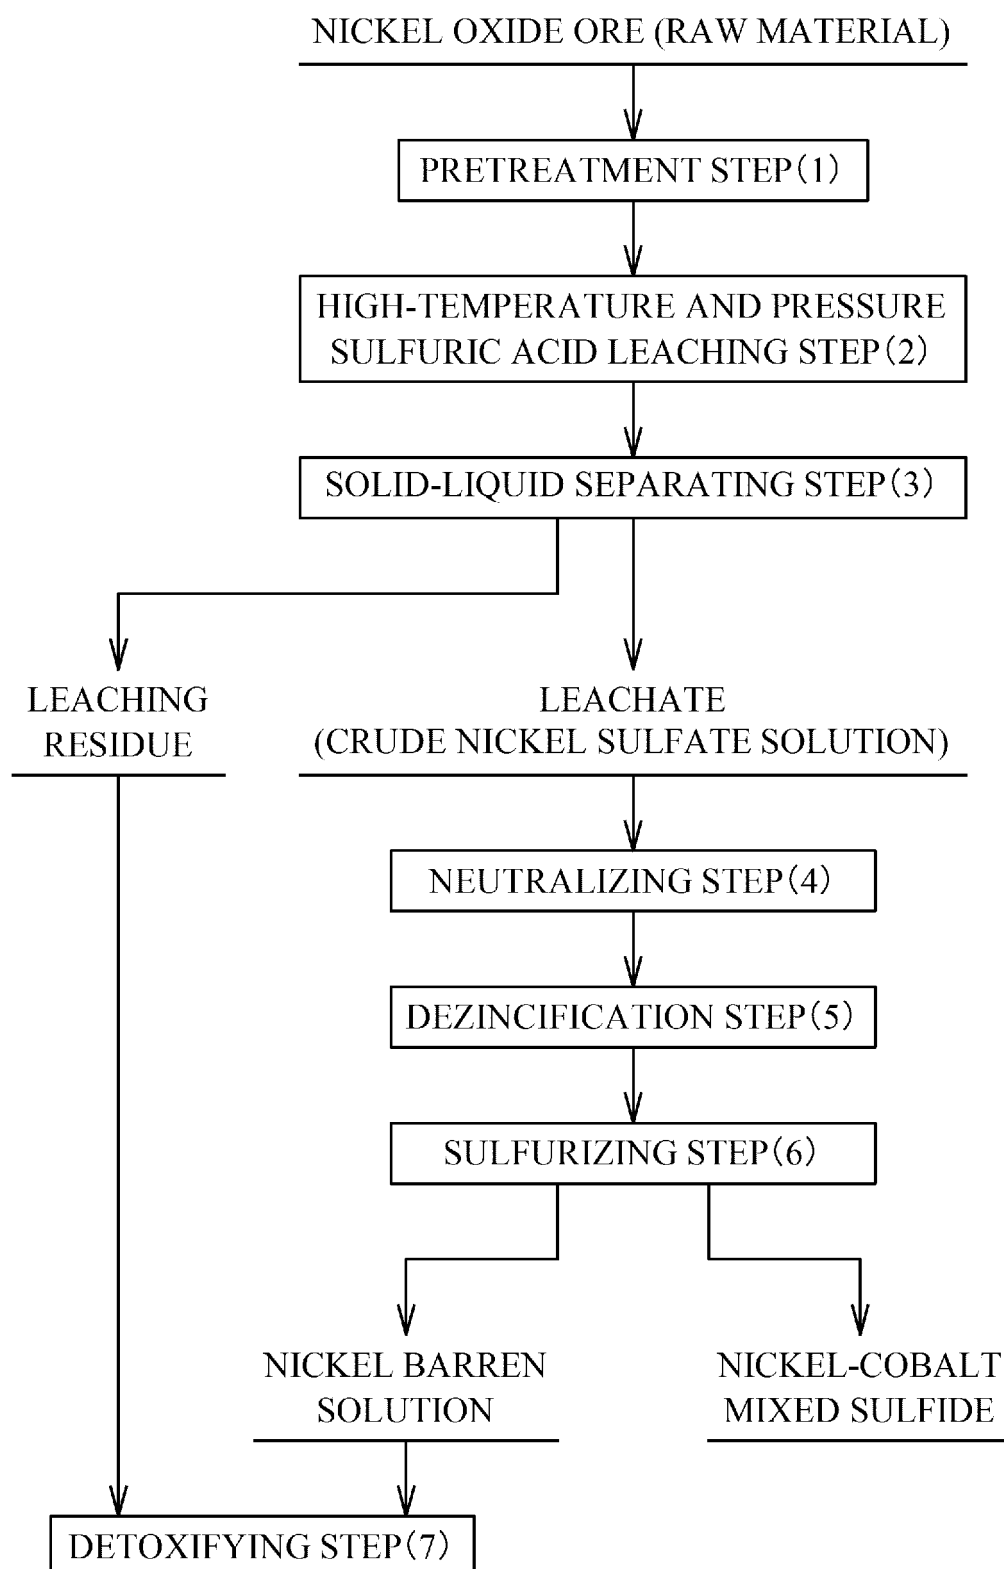 NICKEL OXIDE ORE (RAW MATERIAL)
PRETREATMENT STEP(1)
HIGH-TEMPERATURE AND PRESSURE
SULFURIC ACID LEACHING STEP(2)
SOLID-LIQUID SEPARATING STEP(3)
LEACHING
RESIDUE
LEACHATE
(CRUDE NICKEL SULFATE SOLUTION)
NEUTRALIZING STEP(4)
DEZINCIFICATION STEP(5)
SULFURIZING STEP(6)
NICKEL BARREN
SOLUTION
NICKEL-COBALT
MIXED SULFIDE
DETOXIFYING STEP(7)